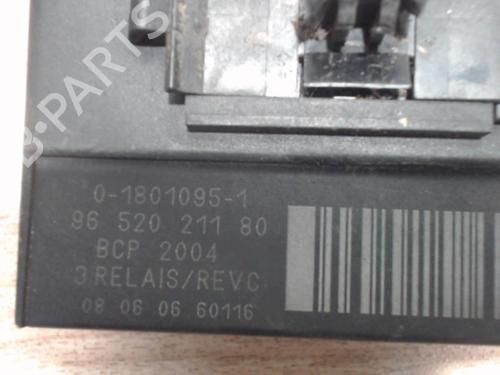 B-PARTS
0-1801095-1
96 520 211 80
BCP 2004
3 RELAIS/REVC
08 06 06 60116